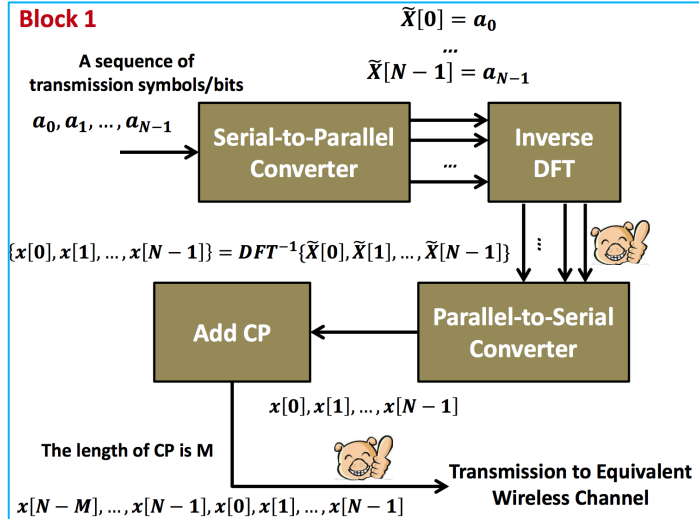 Block 1
X̃[0] = a₀
...
X̃[N − 1] = a_{N−1}
A sequence of
transmission symbols/bits
a₀, a₁, ..., a_{N−1}
Serial-to-Parallel
Converter
...
Inverse
DFT
{x[0], x[1], ..., x[N − 1]} = DFT⁻¹{X̃[0], X̃[1], ..., X̃[N − 1]}
...
Add CP
Parallel-to-Serial
Converter
x[0], x[1], ..., x[N − 1]
The length of CP is M
Transmission to Equivalent
Wireless Channel
x[N − M], ..., x[N − 1], x[0], x[1], ..., x[N − 1]